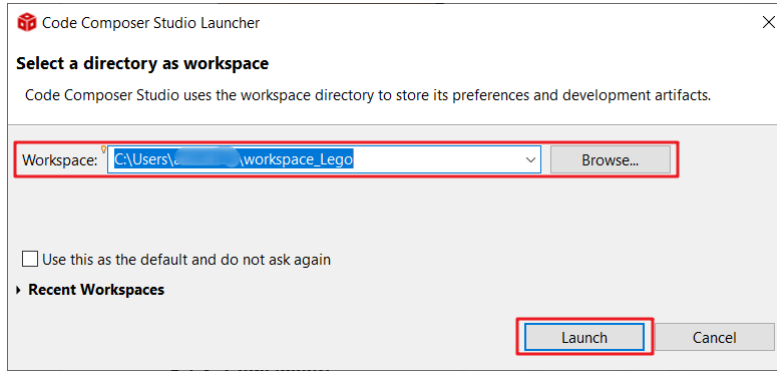 Code Composer Studio Launcher
Select a directory as workspace
Code Composer Studio uses the workspace directory to store its preferences and development artifacts.
Workspace: C:\Users\ \workspace_Lego Browse...
Use this as the default and do not ask again
Recent Workspaces
Launch Cancel